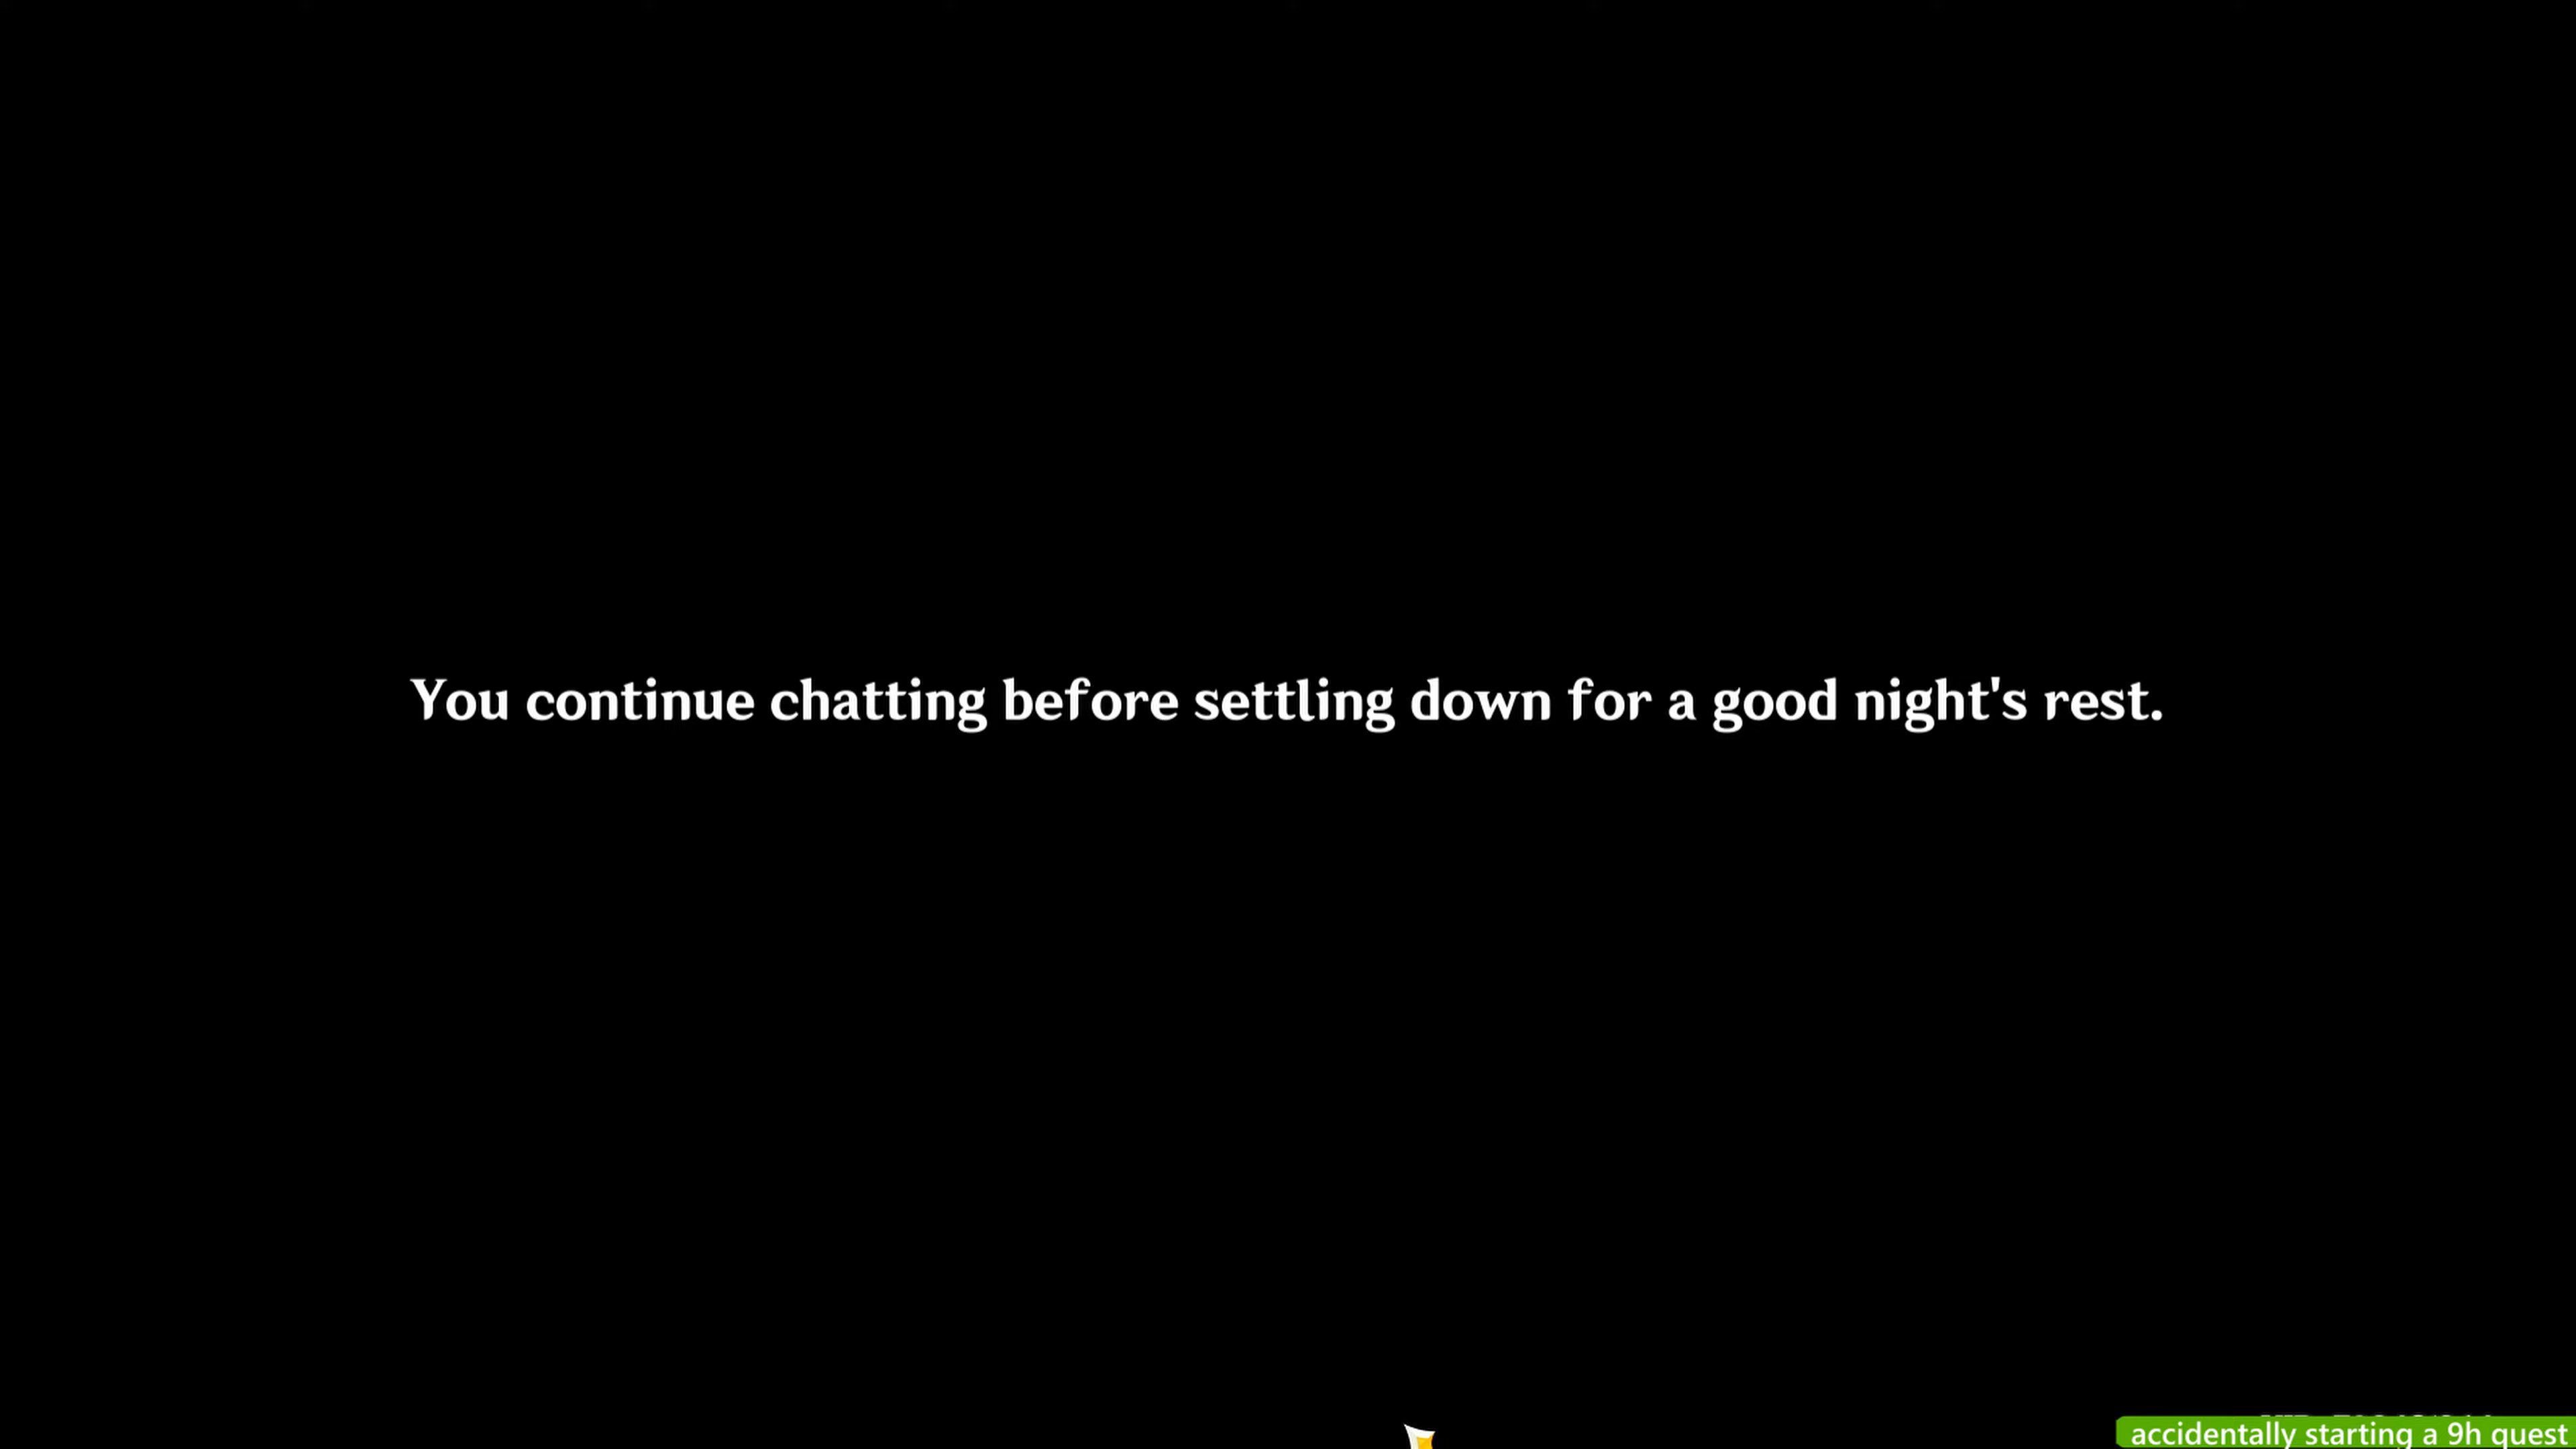 You continue chatting before settling down for a good night's rest.
accidentally starting a 9h quest